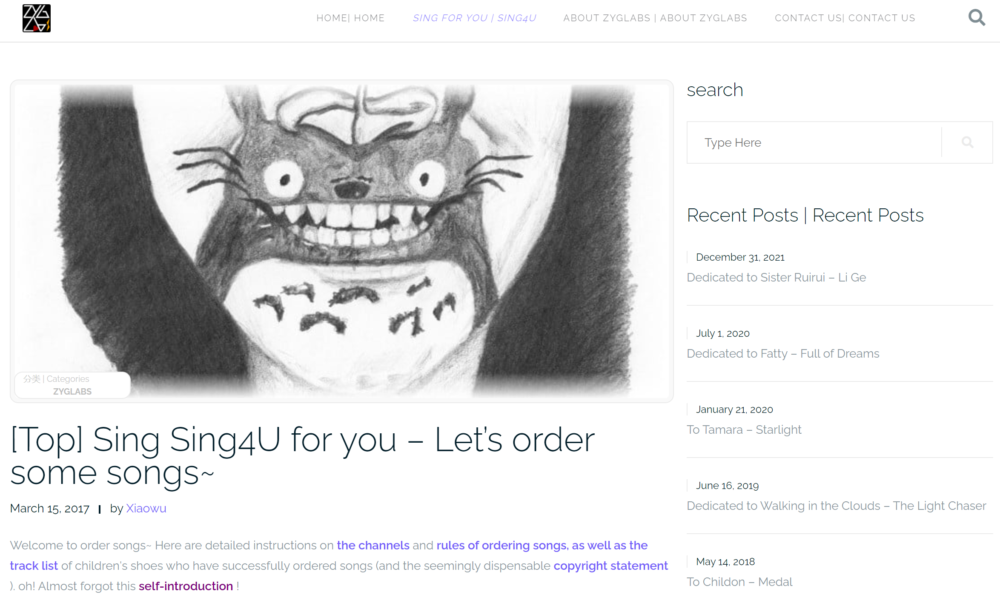 ZYG
ZG
HOME| HOME
SING FOR YOU | SING4U
ABOUT ZYGLABS | ABOUT ZYGLABS
CONTACT US| CONTACT US
分类 | Categories
ZYGLABS
[Top] Sing Sing4U for you – Let’s order
some songs~
March 15, 2017 by Xiaowu
Welcome to order songs~ Here are detailed instructions on the channels and rules of ordering songs, as well as the
track list of children's shoes who have successfully ordered songs (and the seemingly dispensable copyright statement
). oh! Almost forgot this self-introduction !
search
Type Here
Recent Posts | Recent Posts
December 31, 2021
Dedicated to Sister Ruirui – Li Ge
July 1, 2020
Dedicated to Fatty – Full of Dreams
January 21, 2020
To Tamara – Starlight
June 16, 2019
Dedicated to Walking in the Clouds – The Light Chaser
May 14, 2018
To Childon – Medal